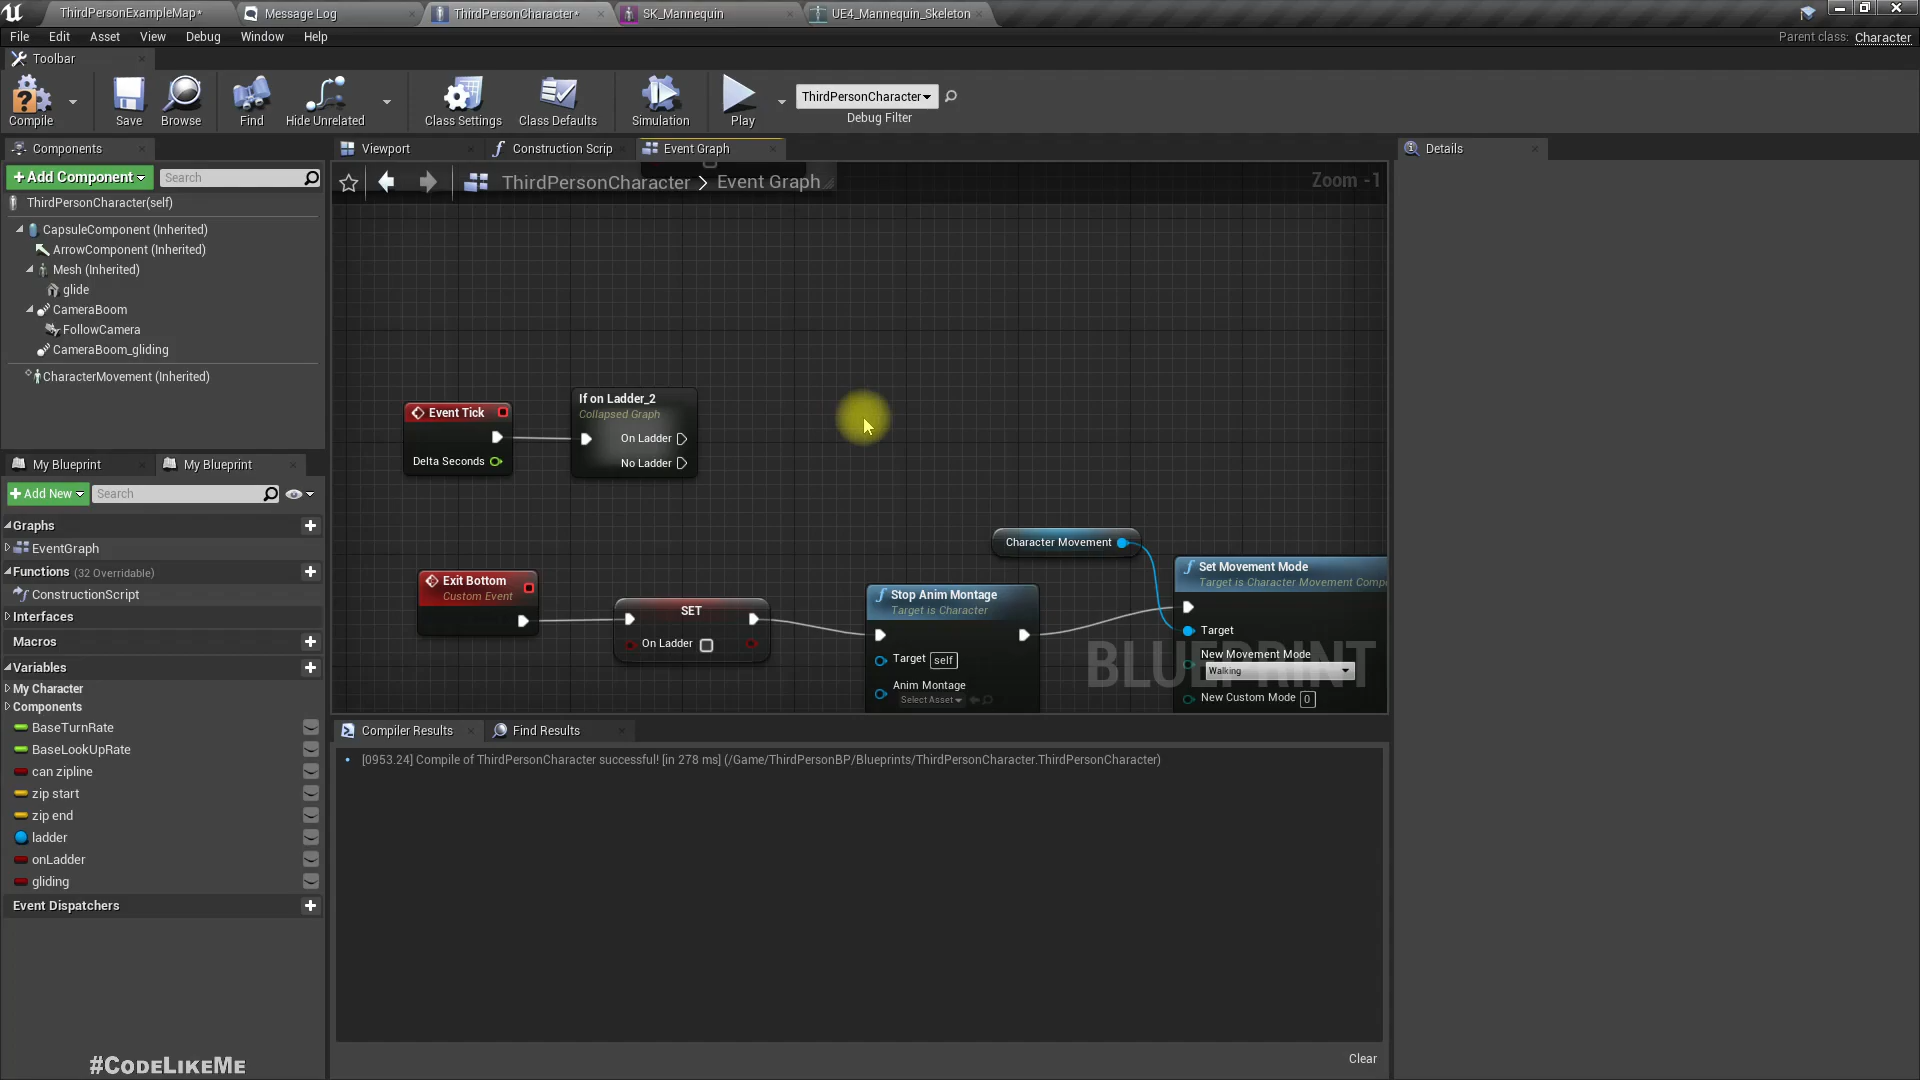 ThirdPersonExampleMap*
Message Log
ThirdPersonCharacter*
SK_Mannequin
UE4_Mannequin_Skeleton
File Edit Asset View Debug Window Help
Parent class: Character
Toolbar
Compile
Save
Browse
Find
Hide Unrelated
Class Settings
Class Defaults
Simulation
Play
ThirdPersonCharacter
Debug Filter
Components
+Add Component
Search
ThirdPersonCharacter(self)
CapsuleComponent (Inherited)
ArrowComponent (Inherited)
Mesh (Inherited)
glide
CameraBoom
FollowCamera
CameraBoom_gliding
CharacterMovement (Inherited)
My Blueprint
My Blueprint
+Add New
Search
Graphs
EventGraph
Functions (32 Overridable)
ConstructionScript
Interfaces
Macros
Variables
My Character
Components
BaseTurnRate
BaseLookUpRate
can zipline
zip start
zip end
ladder
onLadder
gliding
Event Dispatchers
#CodeLikeMe
Viewport
Construction Scrip
Event Graph
ThirdPersonCharacter > Event Graph
Zoom -1
Event Tick
Delta Seconds
If on Ladder_2
Collapsed Graph
On Ladder
No Ladder
Exit Bottom
Custom Event
SET
On Ladder
Stop Anim Montage
Target is Character
Target self
Anim Montage
Select Asset
Character Movement
Set Movement Mode
Target is Character Movement Comp
Target
New Movement Mode
Walking
New Custom Mode 0
BLUEPRINT
Compiler Results
Find Results
[0953.24] Compile of ThirdPersonCharacter successful! [in 278 ms] (/Game/ThirdPersonBP/Blueprints/ThirdPersonCharacter.ThirdPersonCharacter)
Clear
Details